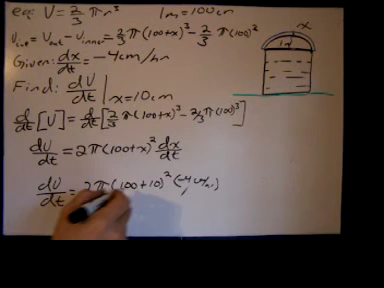 eq: V = 2/3 πr³ 1m = 100cm
V_ice = V_out - V_inner = 2/3 π(100+x)³ - 2/3 π(100)³
Given: dx/dt = -4cm/hr
Find: dV/dt | x=10cm
d/dt [V] = d/dt [2/3 π(100+x)³ - 2/3 π(100)³]
dV/dt = 2π(100+x)² dx/dt
dV/dt = 2π(100+10)² (-4cm/hr)
x